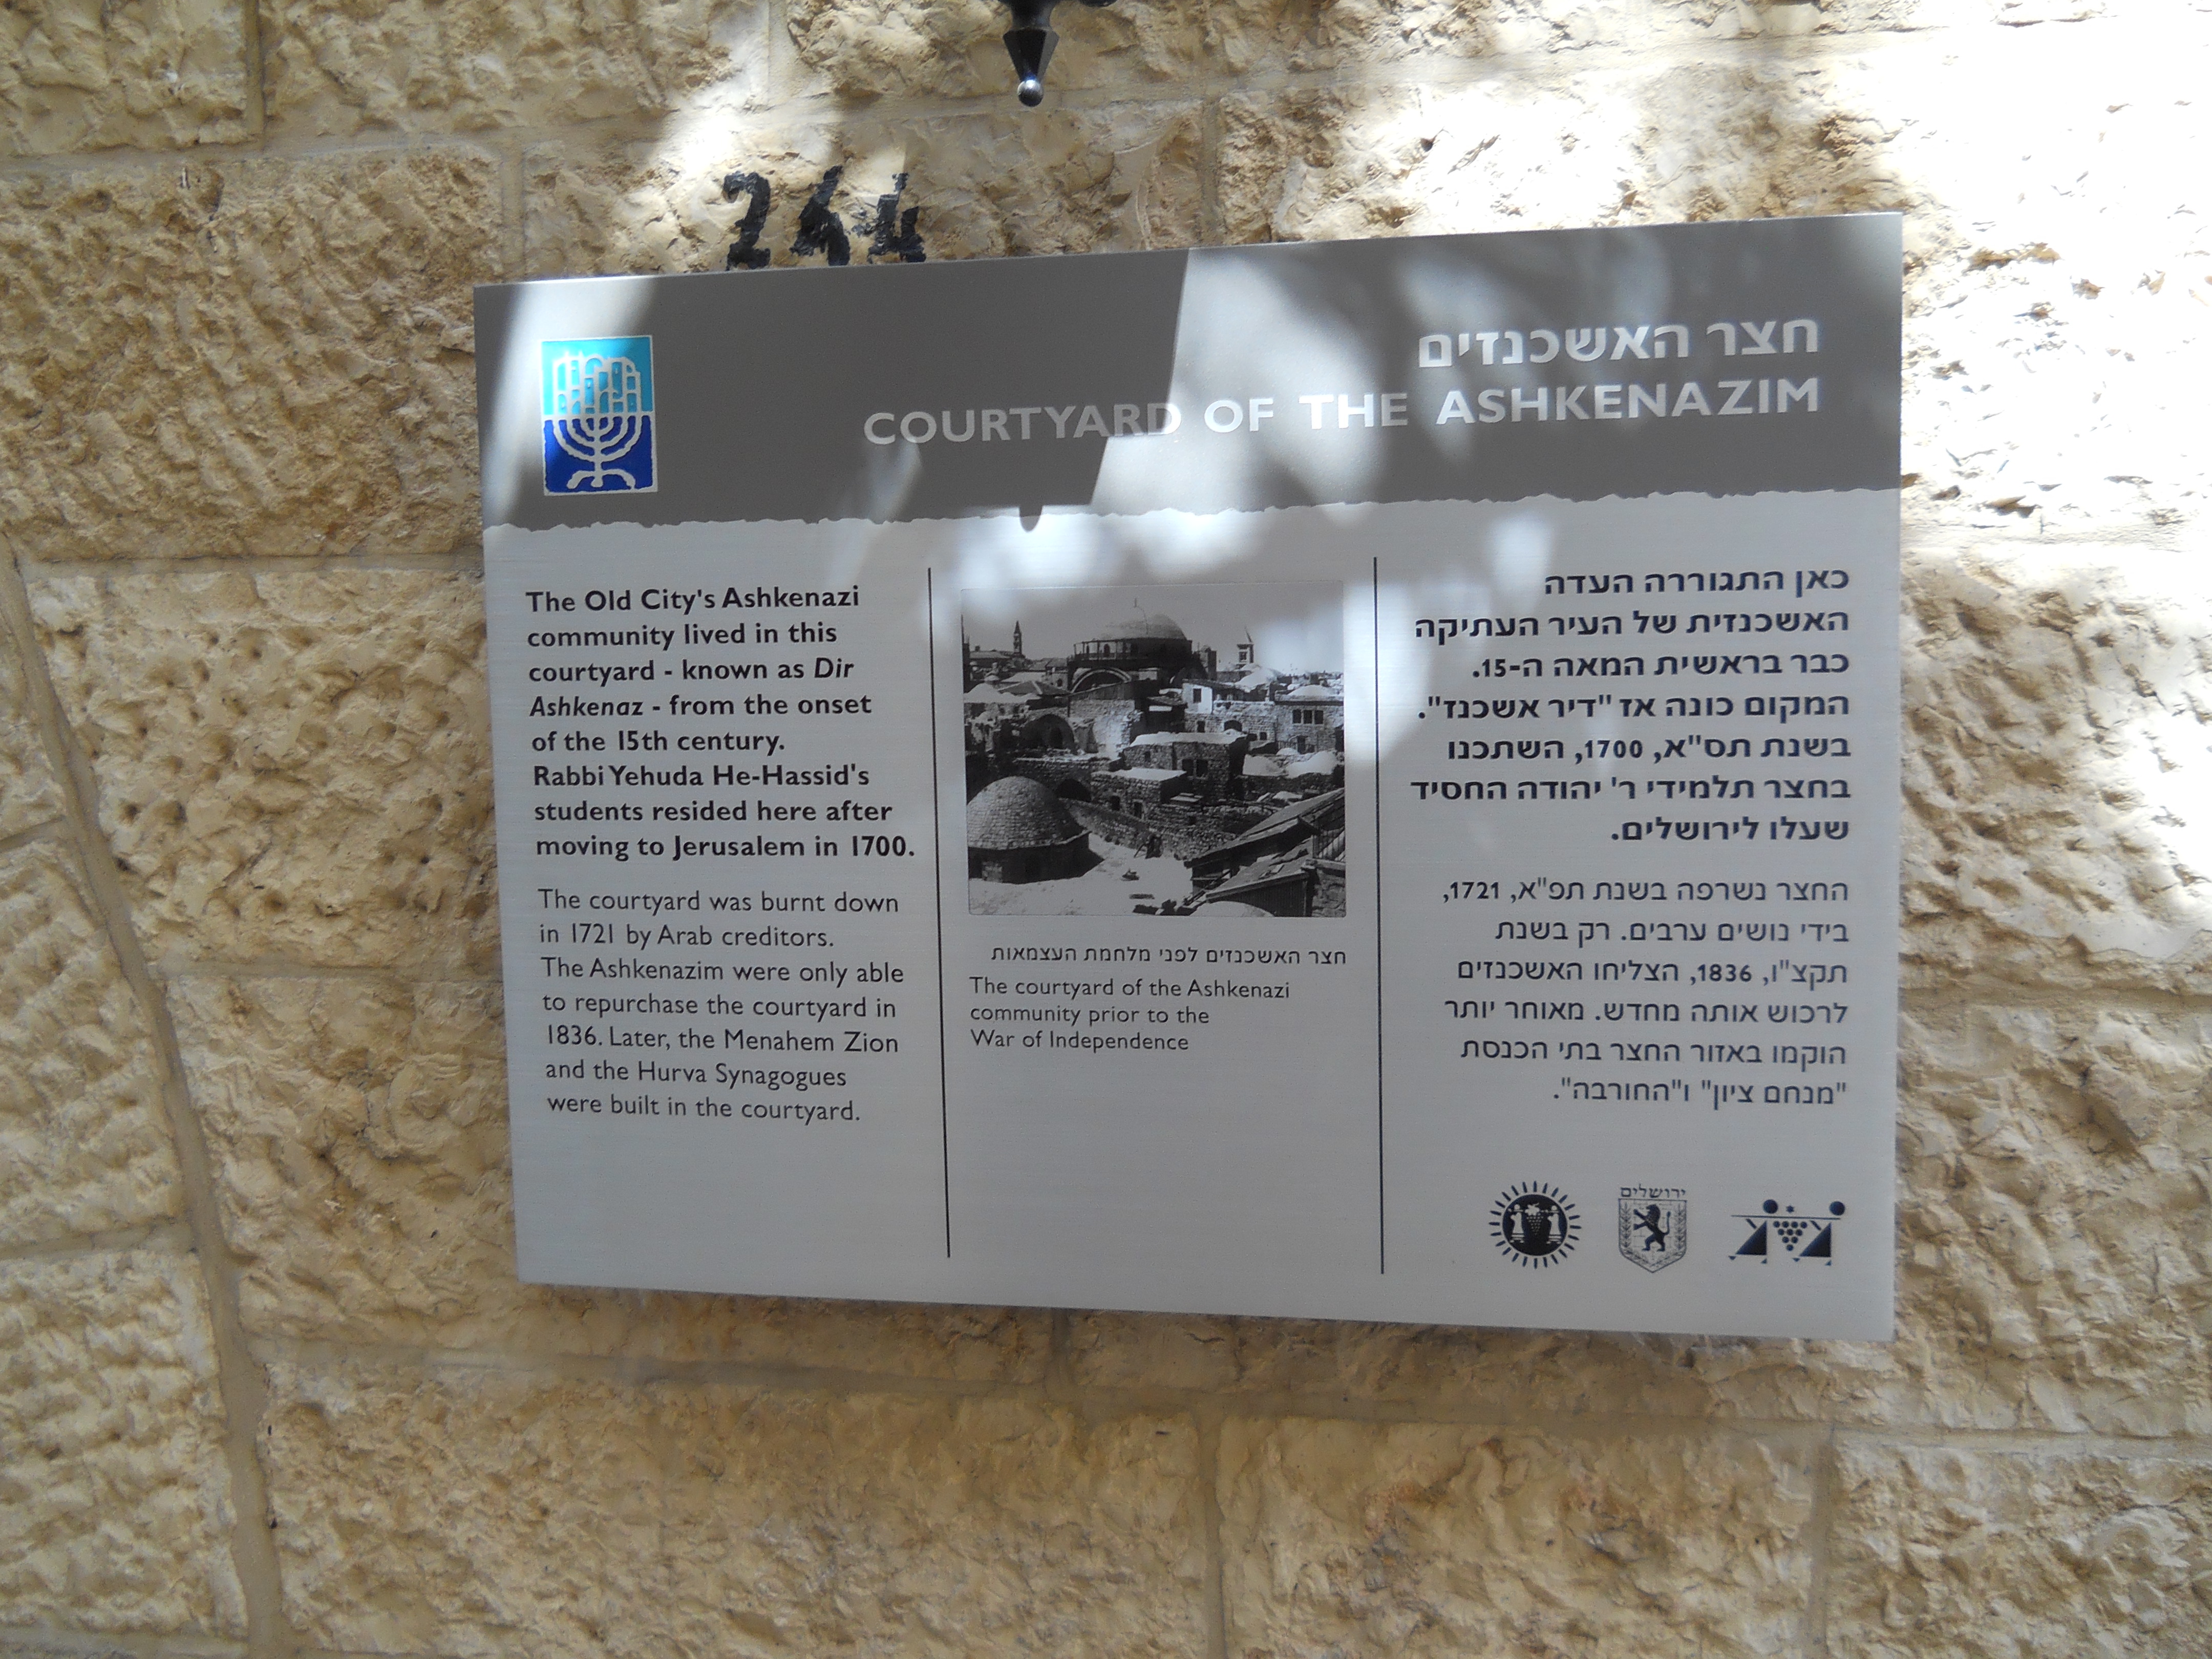 264
חצר האשכנזים
COURTYARD OF THE ASHKENAZIM
The Old City's Ashkenazi
community lived in this
courtyard - known as Dir
Ashkenaz - from the onset
of the 15th century.
Rabbi Yehuda He-Hassid's
students resided here after
moving to Jerusalem in 1700.
The courtyard was burnt down
in 1721 by Arab creditors.
The Ashkenazim were only able
to repurchase the courtyard in
1836. Later, the Menahem Zion
and the Hurva Synagogues
were built in the courtyard.
חצר האשכנזים לפני מלחמת העצמאות
The courtyard of the Ashkenazi
community prior to the
War of Independence
כאן התגוררה העדה
האשכנזית של העיר העתיקה
כבר בראשית המאה ה-15.
המקום כונה אז "דיר אשכנז".
בשנת תס"א, 1700, השתכנו
בחצר תלמידי ר' יהודה החסיד
שעלו לירושלים.
החצר נשרפה בשנת תפ"א, 1721,
בידי נושים ערבים. רק בשנת
תקצ"ו, 1836, הצליחו האשכנזים
לרכוש אותה מחדש. מאוחר יותר
הוקמו באזור החצר בתי הכנסת
"מנחם ציון" ו"החורבה".
ירושלים